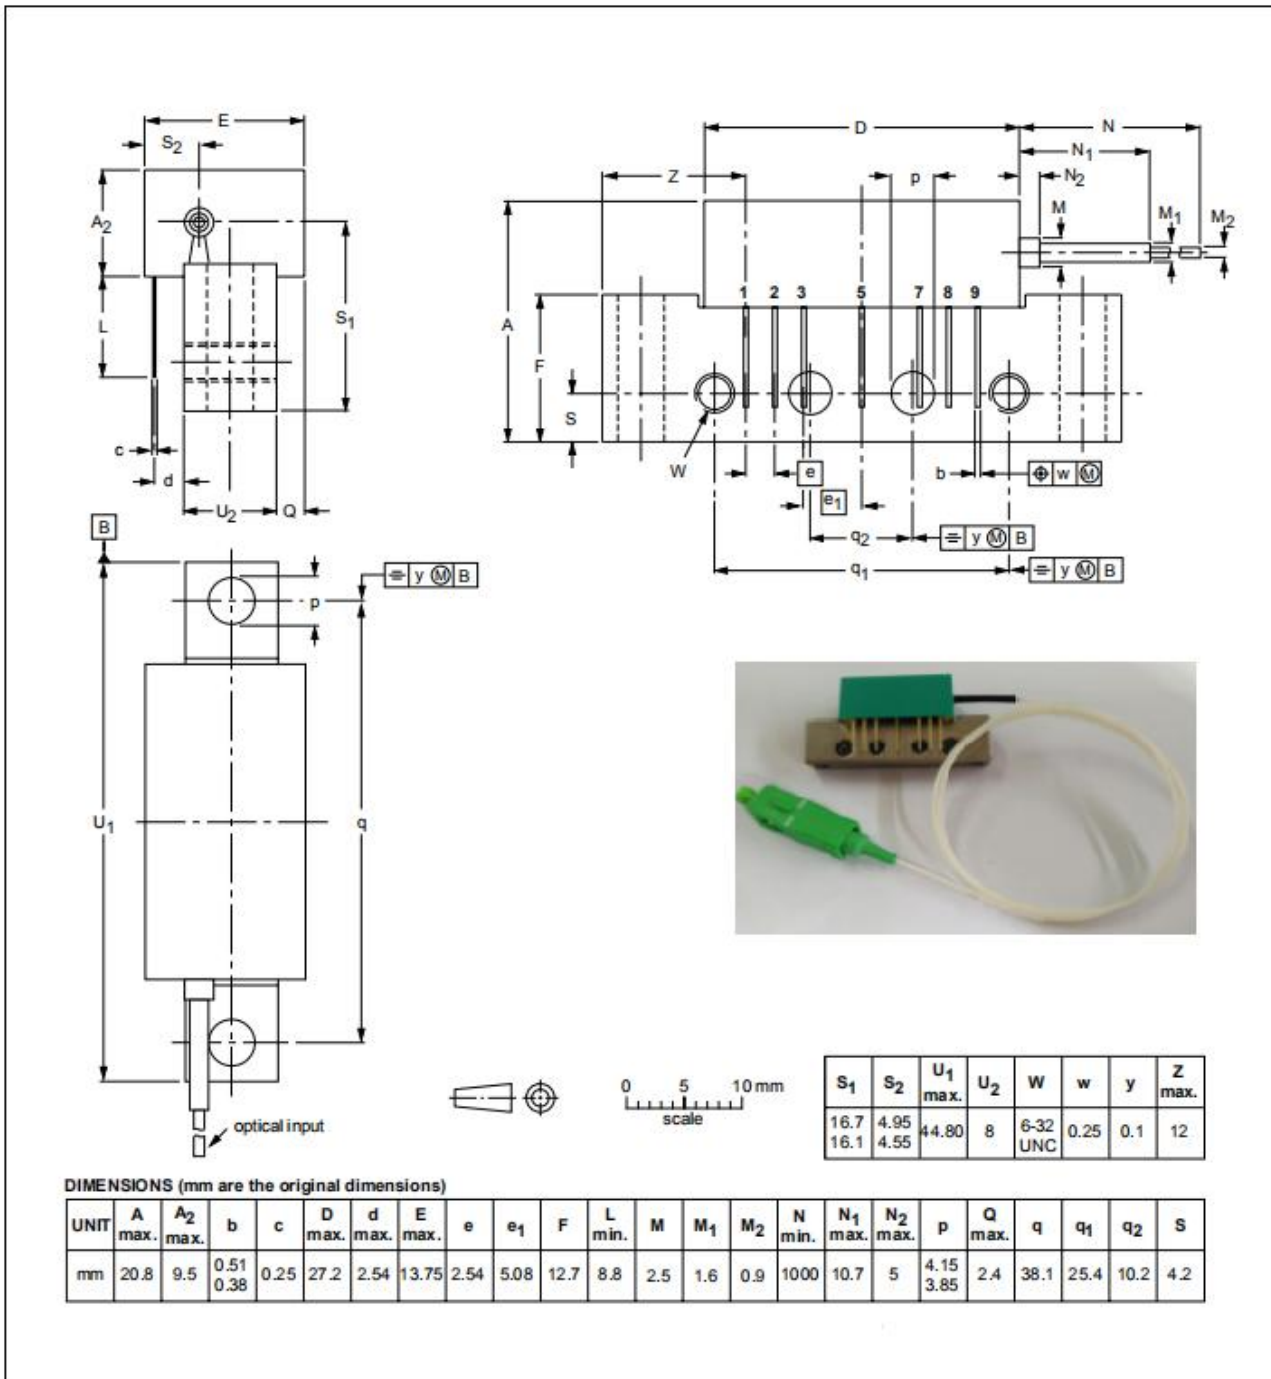 E
S2
A2
L
S1
c
d
U2
Q
D
N
N1
Z
p
N2
M
M1
M2
1 2 3 5 7 8 9
A
F
S
W
e
b
w M
e1
q2
y M B
q1
y M B
B
y M B
p
U1
q
optical input
0 5 10 mm
scale
S1 S2 U1 max. U2 W w y Z max.
16.7 16.1 4.95 4.55 44.80 8 6-32 UNC 0.25 0.1 12
DIMENSIONS (mm are the original dimensions)
UNIT A max. A2 max. b c D max. d max. E max. e e1 F L min. M M1 M2 N min. N1 max. N2 max. p Q max. q q1 q2 S
mm 20.8 9.5 0.51 0.38 0.25 27.2 2.54 13.75 2.54 5.08 12.7 8.8 2.5 1.6 0.9 1000 10.7 5 4.15 3.85 2.4 38.1 25.4 10.2 4.2